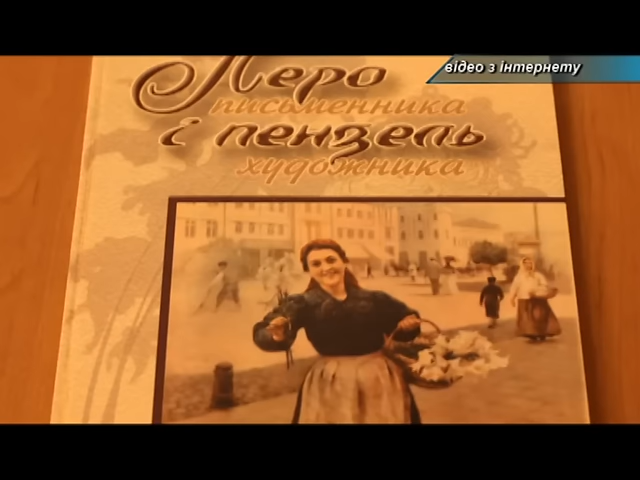 відео з інтернету
Перо
письменника
і пензель
художника